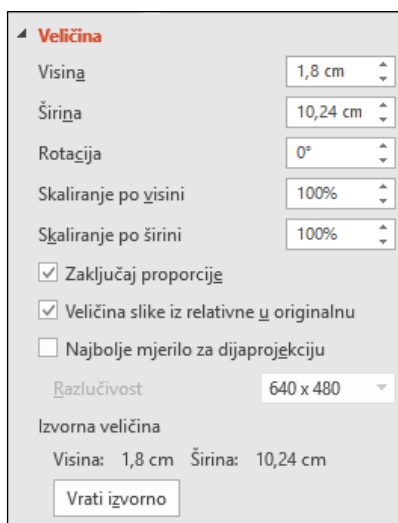 Veličina
Visina 1,8 cm
Širina 10,24 cm
Rotacija 0°
Skaliranje po visini 100%
Skaliranje po širini 100%
Zaključaj proporcije
Veličina slike iz relativne u originalnu
Najbolje mjerilo za dijaprojekciju
Razlučivost 640 x 480
Izvorna veličina
Visina: 1,8 cm Širina: 10,24 cm
Vrati izvorno